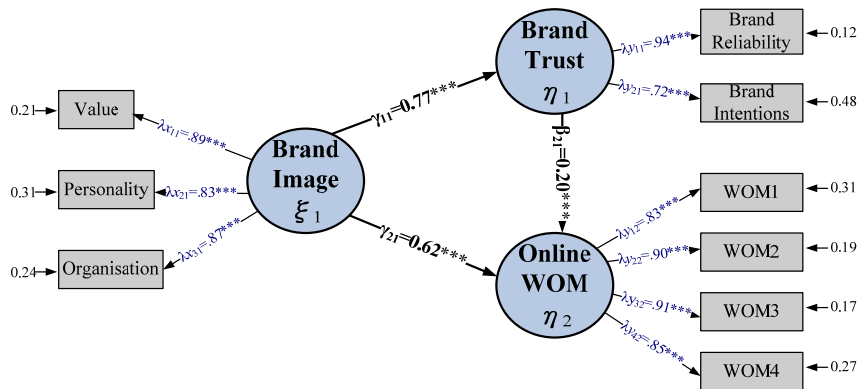 0.21
Value
λx₁₁=.89***
0.31
Personality
λx₂₁=.83***
0.24
Organisation
λx₃₁=.87***
Brand
Image
ξ 1
γ₁₁=0.77***
γ₂₁=0.62***
Brand
Trust
η 1
β₂₁=0.20***
Online
WOM
η 2
λy₁₁=.94***
Brand
Reliability
0.12
λy₂₁=.72***
Brand
Intentions
0.48
λy₁₂=.83***
WOM1
0.31
λy₂₂=.90***
WOM2
0.19
λy₃₂=.91***
WOM3
0.17
λy₄₂=.85***
WOM4
0.27